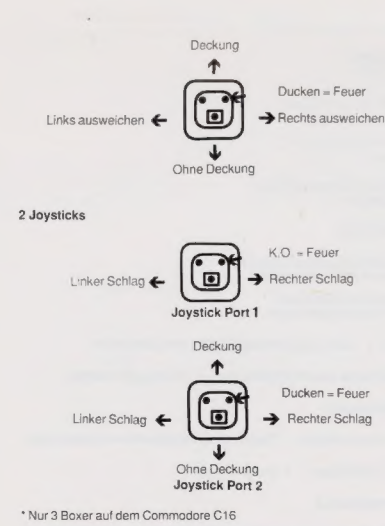 Deckung
Ducken = Feuer
Links ausweichen
Rechts ausweichen
Ohne Deckung
2 Joysticks
K.O. = Feuer
Linker Schlag
Rechter Schlag
Joystick Port 1
Deckung
Ducken = Feuer
Linker Schlag
Rechter Schlag
Ohne Deckung
Joystick Port 2
* Nur 3 Boxer auf dem Commodore C16